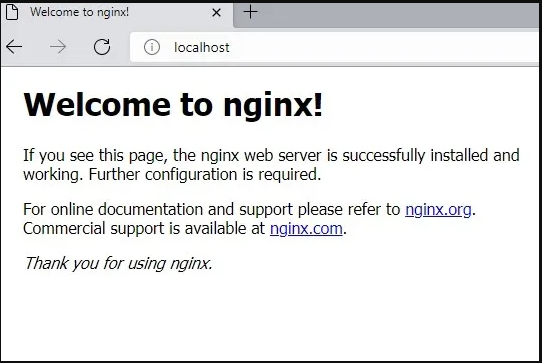 Welcome to nginx!
localhost
Welcome to nginx!
If you see this page, the nginx web server is successfully installed and
working. Further configuration is required.
For online documentation and support please refer to nginx.org.
Commercial support is available at nginx.com.
Thank you for using nginx.